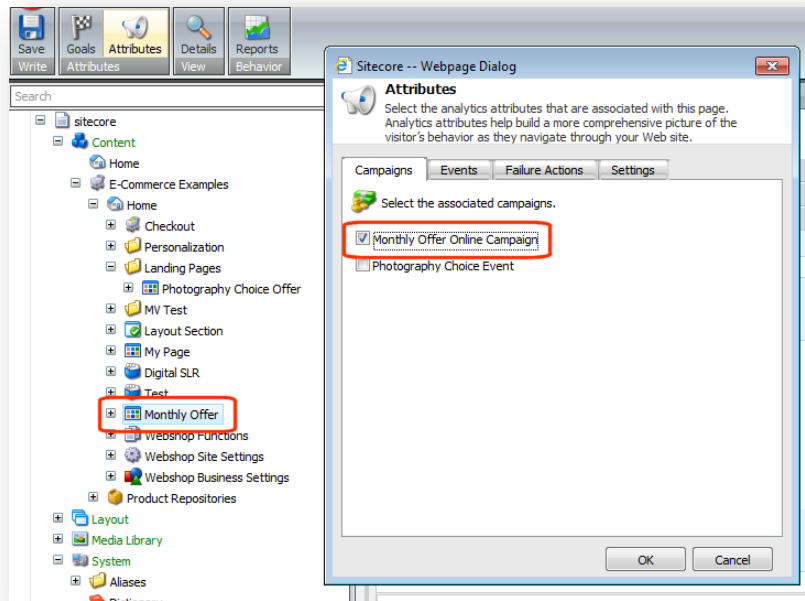 Save
Goals
Attributes
Details
Reports
Write
Attributes
View
Behavior
Search
sitecore
Content
Home
E-Commerce Examples
Home
Checkout
Personalization
Landing Pages
Photography Choice Offer
MV Test
Layout Section
My Page
Digital SLR
Test
Monthly Offer
Webshop Functions
Webshop Site Settings
Webshop Business Settings
Product Repositories
Layout
Media Library
System
Aliases
Dictionary
Sitecore -- Webpage Dialog
Attributes
Select the analytics attributes that are associated with this page.
Analytics attributes help build a more comprehensive picture of the
visitor's behavior as they navigate through your Web site.
Campaigns
Events
Failure Actions
Settings
Select the associated campaigns.
Monthly Offer Online Campaign
Photography Choice Event
OK
Cancel